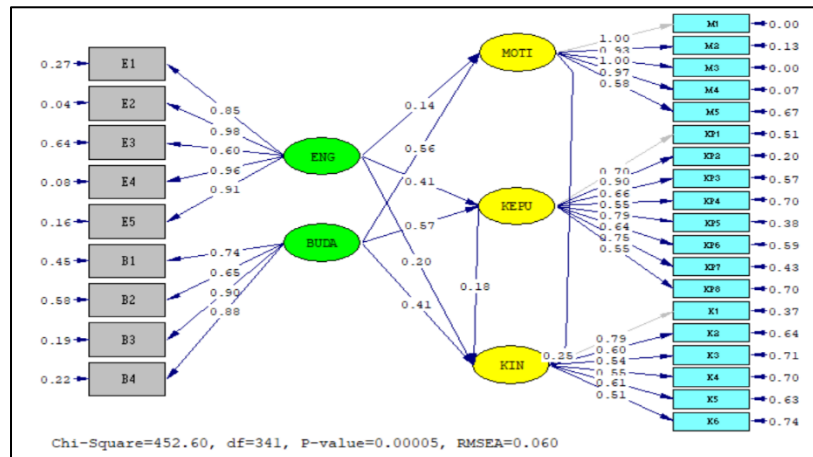 0.27 E1
0.04 E2
0.64 E3
0.08 E4
0.16 E5
0.45 B1
0.58 B2
0.19 B3
0.22 B4
0.85
0.98
0.60
0.96
0.91
0.74
0.65
0.90
0.88
ENG
BUDA
0.14
0.56
0.41
0.57
0.20
0.41
0.18
0.25
MOTI
KEPU
KIN
1.00
0.93
1.00
0.97
0.58
0.70
0.90
0.66
0.55
0.79
0.64
0.75
0.55
0.79
0.60
0.54
0.55
0.61
0.51
M1 0.00
M2 0.13
M3 0.00
M4 0.07
M5 0.67
KP1 0.51
KP2 0.20
KP3 0.57
KP4 0.70
KP5 0.38
KP6 0.59
KP7 0.43
KP8 0.70
K1 0.37
K2 0.64
K3 0.71
K4 0.70
K5 0.63
K6 0.74
Chi-Square=452.60, df=341, P-value=0.00005, RMSEA=0.060